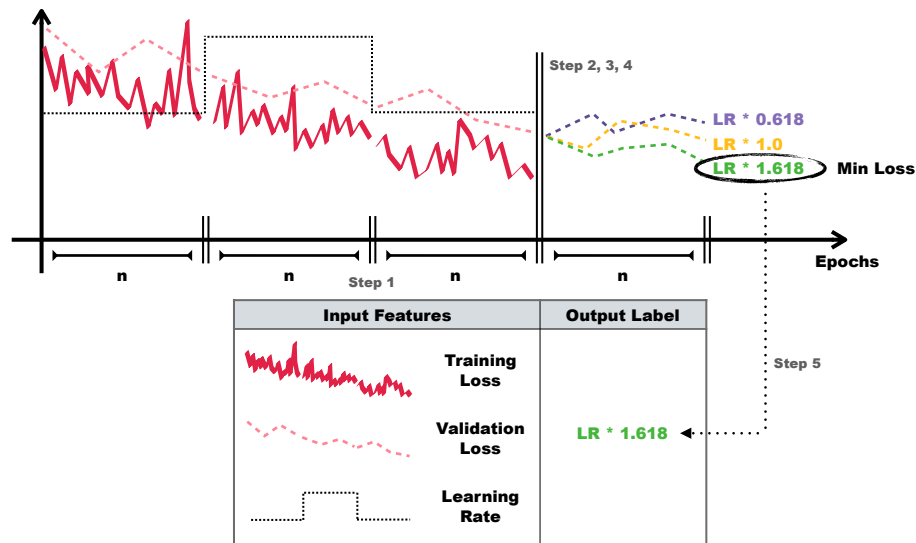 Step 2, 3, 4
LR * 0.618
LR * 1.0
LR * 1.618
Min Loss
Epochs
n
n
n
n
Step 1
Input Features
Output Label
Training
Loss
Step 5
Validation
Loss
LR * 1.618
Learning
Rate